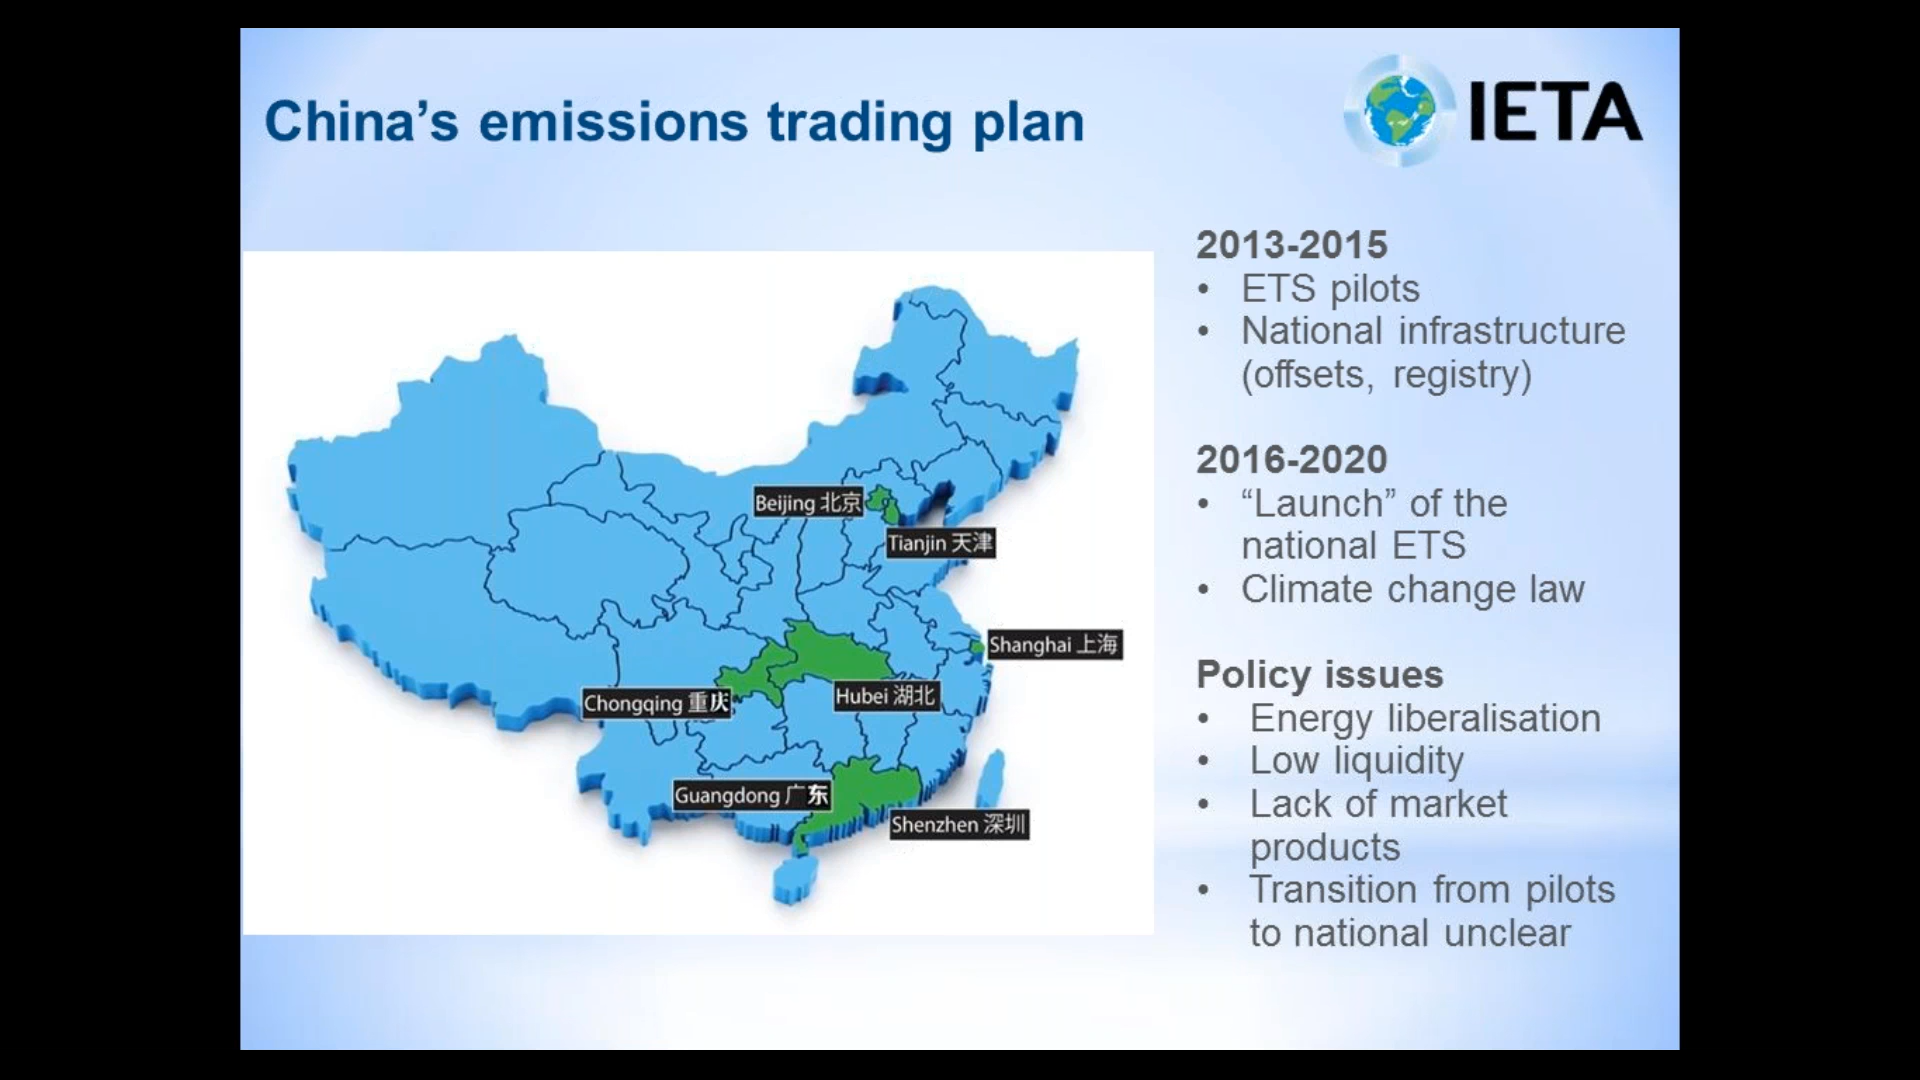 China’s emissions trading plan
IETA
Beijing 北京
Tianjin 天津
Shanghai 上海
Chongqing 重庆
Hubei 湖北
Guangdong 广东
Shenzhen 深圳
2013-2015
• ETS pilots
• National infrastructure
(offsets, registry)
2016-2020
• “Launch” of the
national ETS
• Climate change law
Policy issues
• Energy liberalisation
• Low liquidity
• Lack of market
products
• Transition from pilots
to national unclear